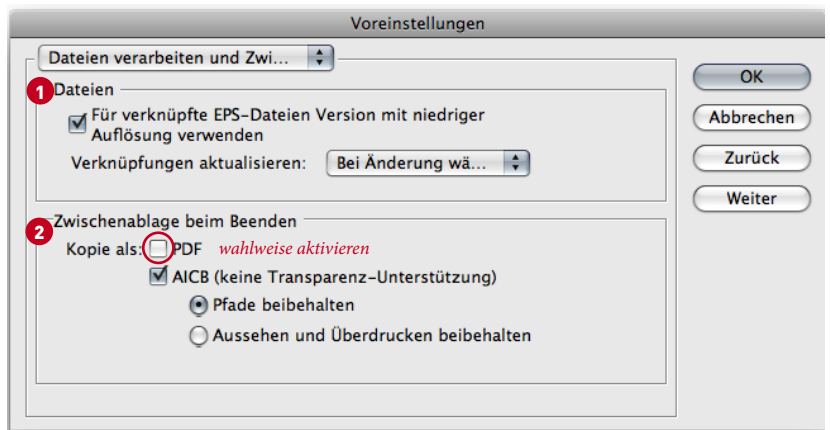 Voreinstellungen
Dateien verarbeiten und Zwi...
1 Dateien
Für verknüpfte EPS-Dateien Version mit niedriger
Auflösung verwenden
Verknüpfungen aktualisieren: Bei Änderung wä...
2 Zwischenablage beim Beenden
Kopie als: PDF wahlweise aktivieren
AICB (keine Transparenz-Unterstützung)
Pfade beibehalten
Aussehen und Überdrucken beibehalten
OK
Abbrechen
Zurück
Weiter